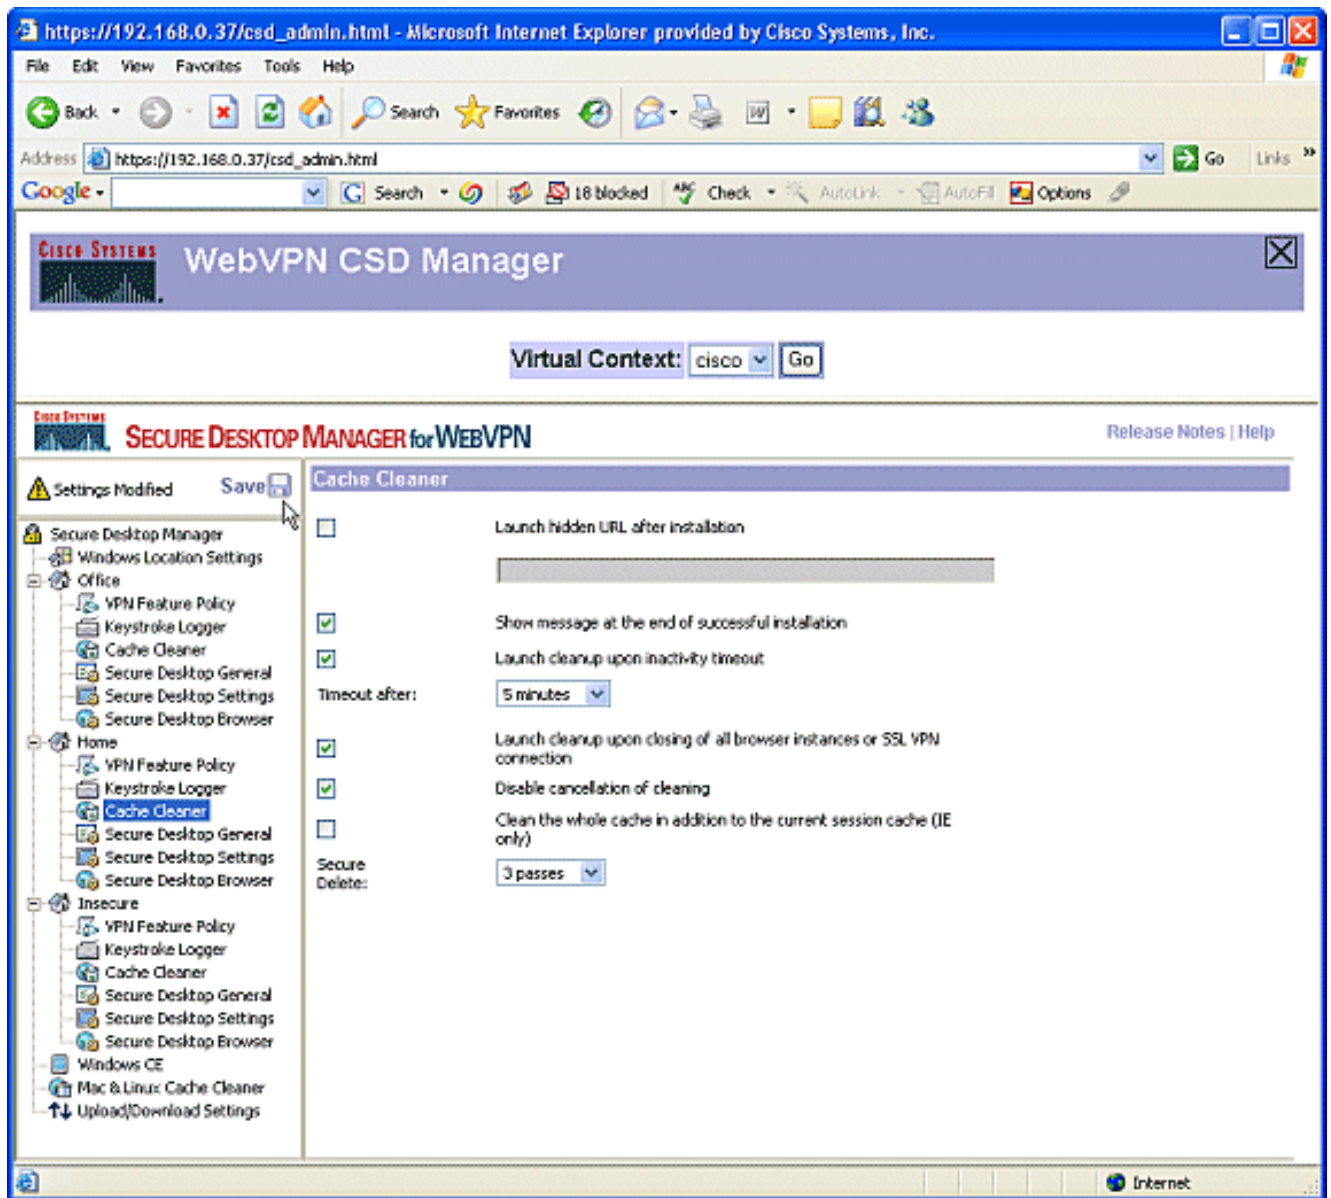 https://192.168.0.37/csd_admin.html - Microsoft Internet Explorer provided by Cisco Systems, Inc.
File Edit View Favorites Tools Help
Back Search Favorites
Address https://192.168.0.37/csd_admin.html Go Links
Google Search 18 blocked Check AutoLink AutoFill Options
CISCO SYSTEMS
WebVPN CSD Manager
Virtual Context: cisco Go
CISCO SYSTEMS
SECURE DESKTOP MANAGER for WEBVPN
Release Notes | Help
Settings Modified Save
Secure Desktop Manager
Windows Location Settings
Office
VPN Feature Policy
Keystroke Logger
Cache Cleaner
Secure Desktop General
Secure Desktop Settings
Secure Desktop Browser
Home
VPN Feature Policy
Keystroke Logger
Cache Cleaner
Secure Desktop General
Secure Desktop Settings
Secure Desktop Browser
Insecure
VPN Feature Policy
Keystroke Logger
Cache Cleaner
Secure Desktop General
Secure Desktop Settings
Secure Desktop Browser
Windows CE
Mac & Linux Cache Cleaner
Upload/Download Settings
Cache Cleaner
Launch hidden URL after installation
Show message at the end of successful installation
Launch cleanup upon inactivity timeout
Timeout after: 5 minutes
Launch cleanup upon closing of all browser instances or SSL VPN
connection
Disable cancellation of cleaning
Clean the whole cache in addition to the current session cache (IE
only)
Secure
Delete: 3 passes
Internet